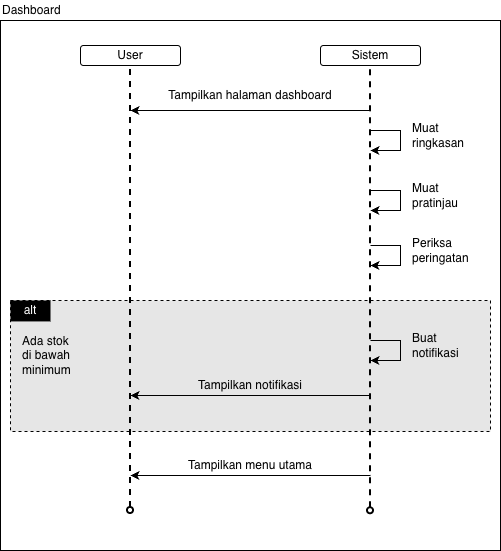 Dashboard
User
Sistem
Tampilkan halaman dashboard
Muat
ringkasan
Muat
pratinjau
Periksa
peringatan
alt
Ada stok
di bawah
minimum
Buat
notifikasi
Tampilkan notifikasi
Tampilkan menu utama